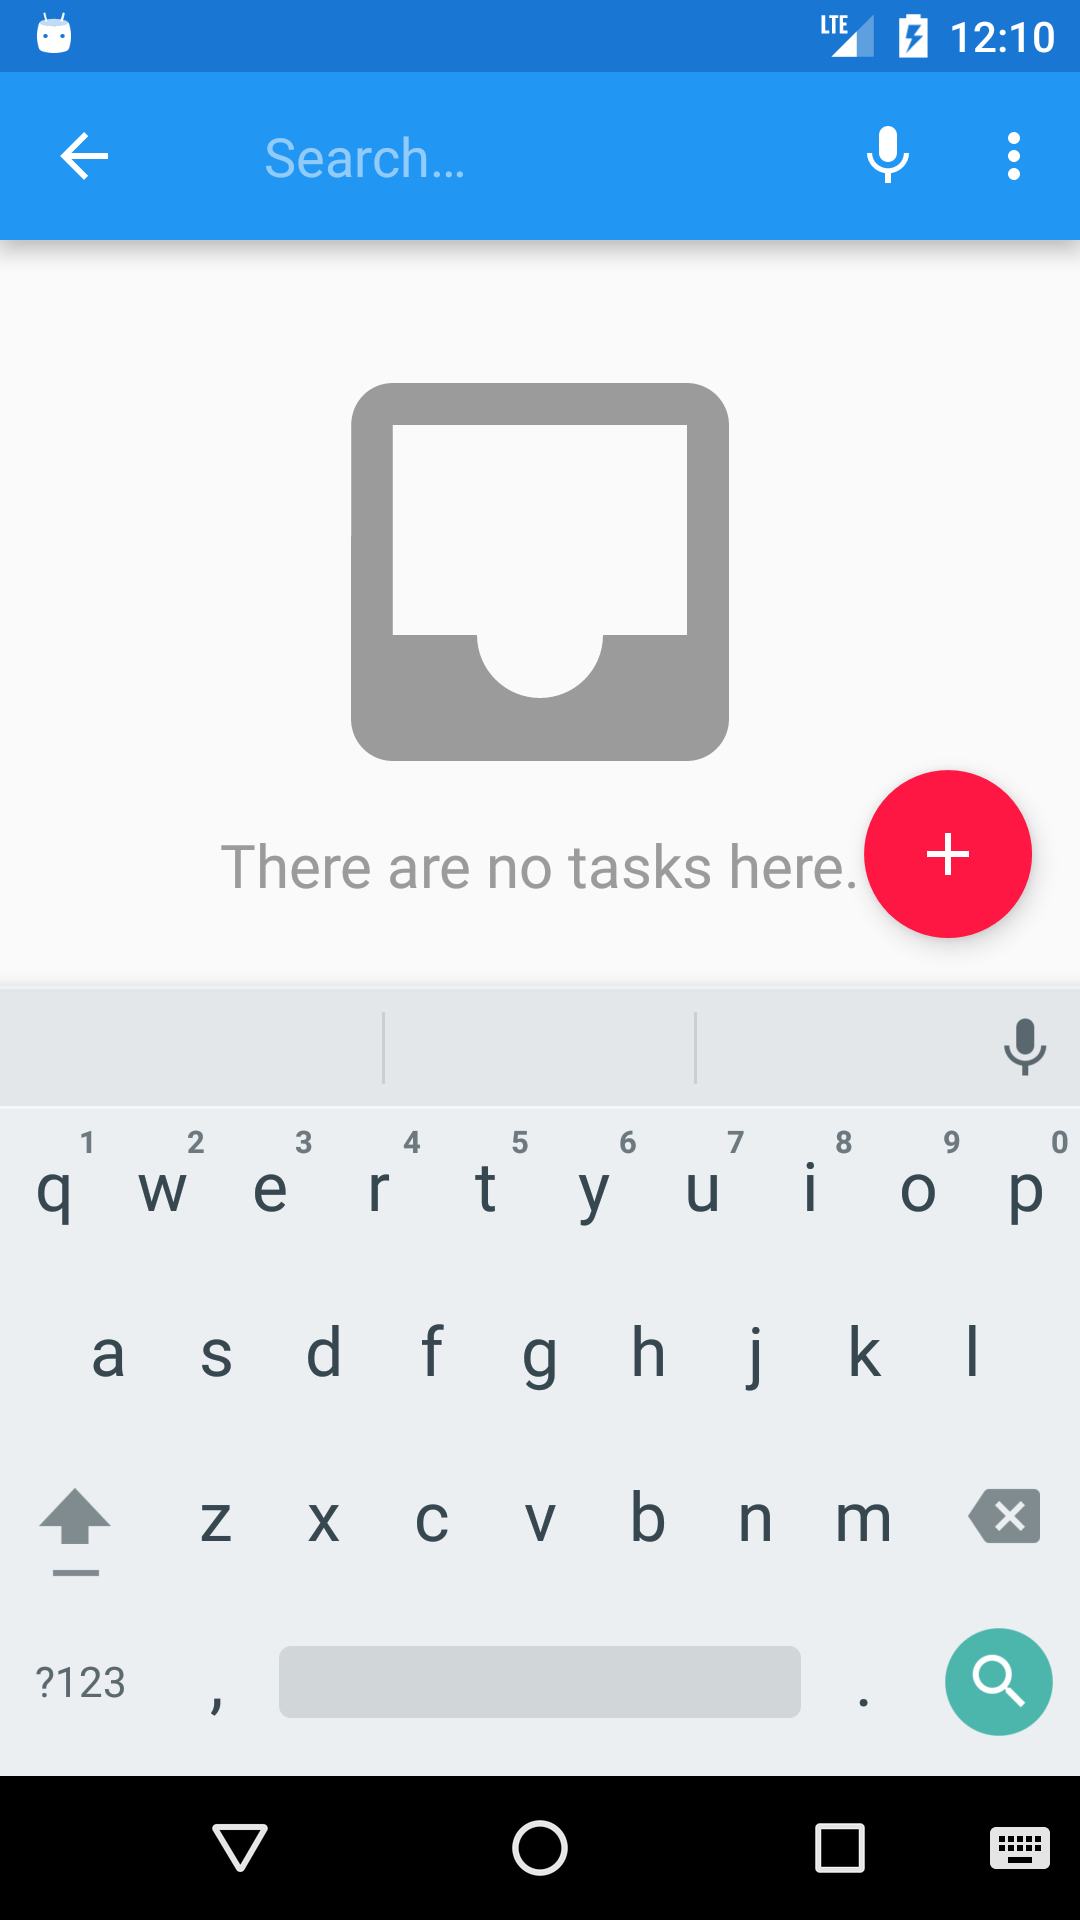 LTE 12:10
Search...
There are no tasks here.
1 2 3 4 5 6 7 8 9 0
q w e r t y u i o p
a s d f g h j k l
z x c v b n m
?123 , .